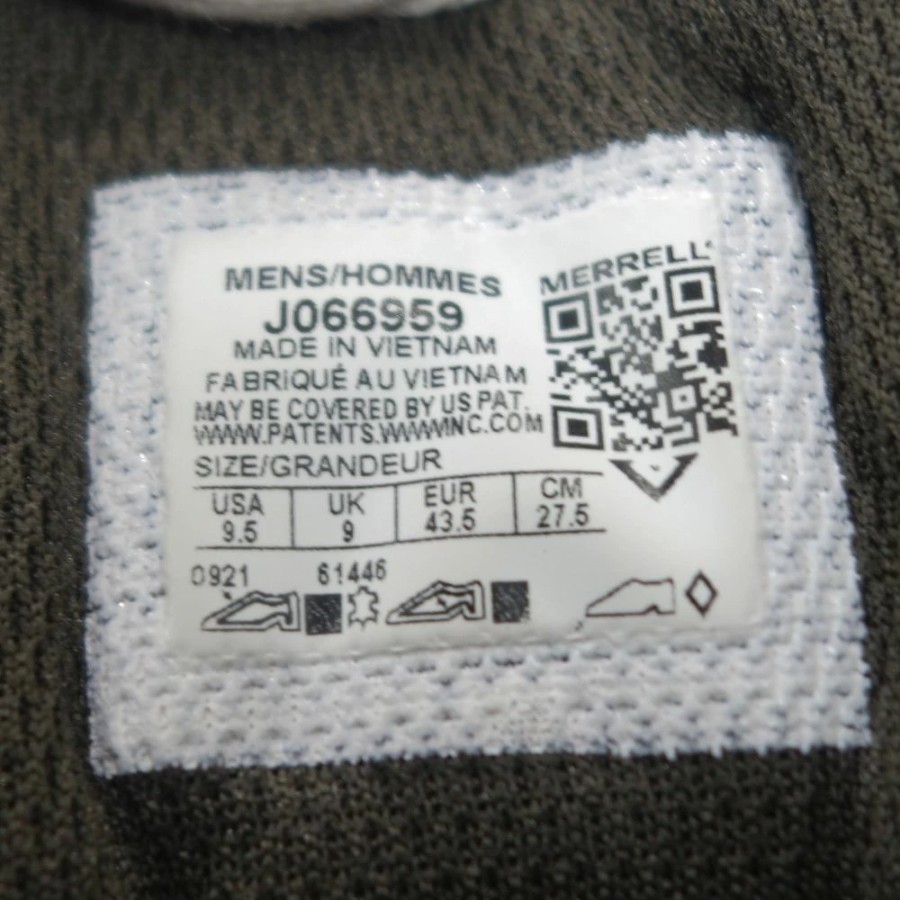 MENS/HOMMES
J066959
MADE IN VIETNAM
FABRIQUÉ AU VIETNAM
MAY BE COVERED BY US PAT.
WWW.PATENTS.WWWINC.COM
SIZE/GRANDEUR
USA UK EUR CM
9.5 9 43.5 27.5
0921 61446
MERRELL